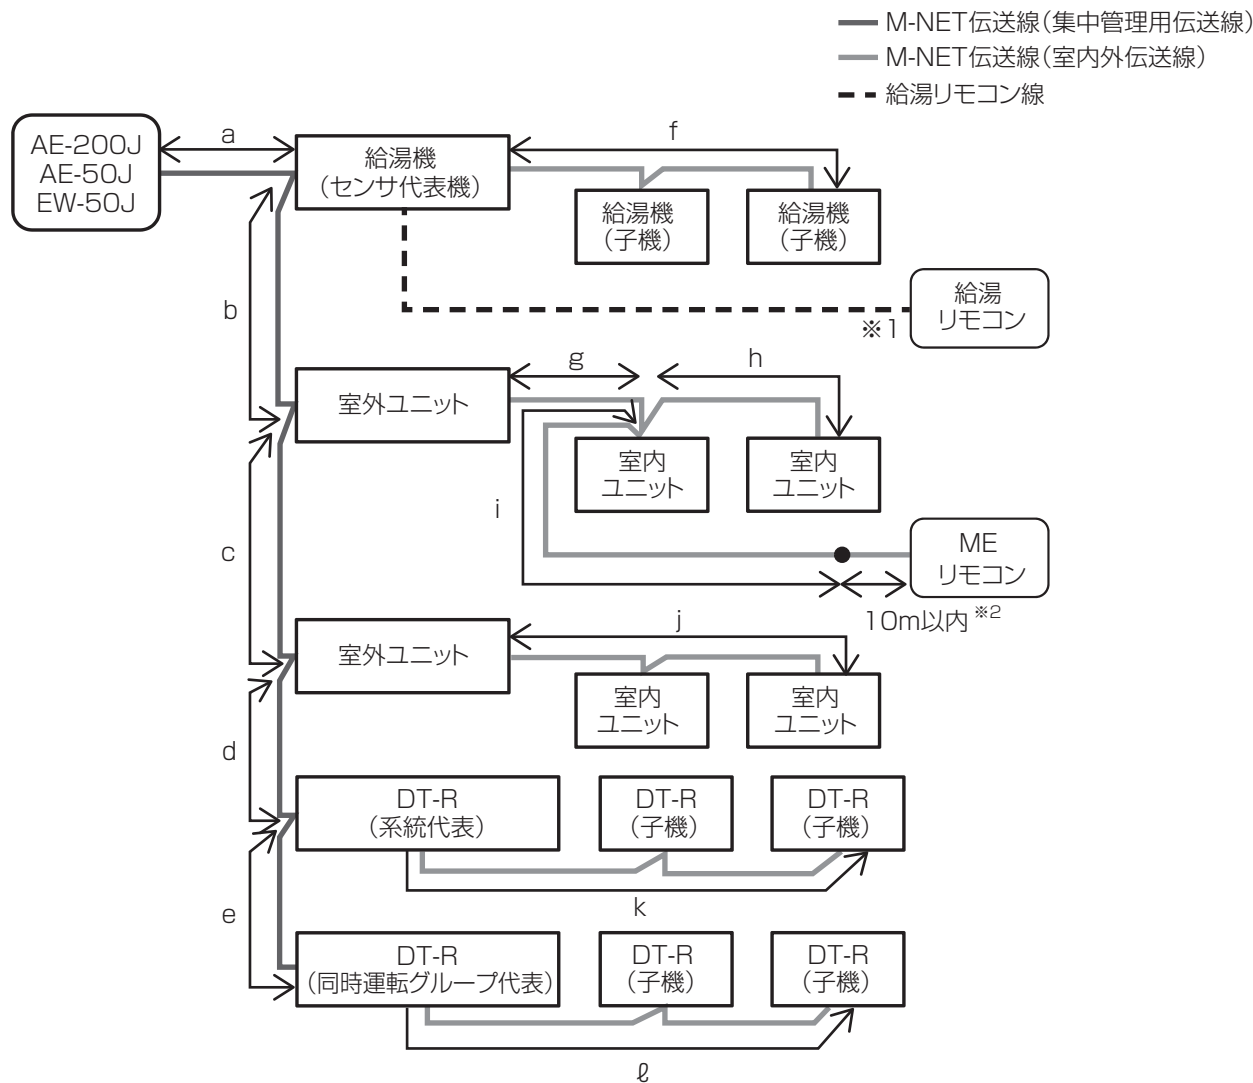 M-NET伝送線(集中管理用伝送線)
M-NET伝送線(室内外伝送線)
給湯リモコン線
AE-200J
AE-50J
EW-50J
a
給湯機
(センサ代表機)
f
給湯機
(子機)
給湯機
(子機)
b
給湯
リモコン
※1
室外ユニット
g
h
室内
ユニット
室内
ユニット
i
c
ME
リモコン
10m以内 ※2
室外ユニット
j
室内
ユニット
室内
ユニット
d
DT-R
(系統代表)
DT-R
(子機)
DT-R
(子機)
k
e
DT-R
(同時運転グループ代表)
DT-R
(子機)
DT-R
(子機)
ℓ